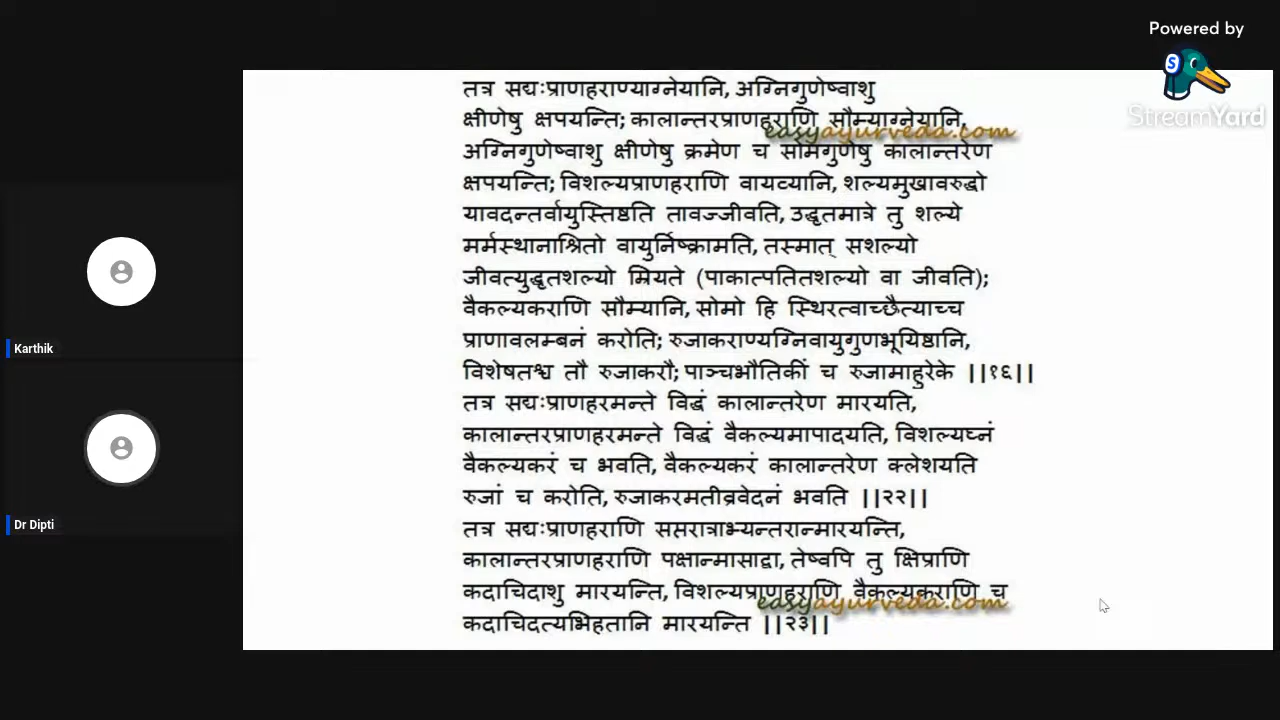 Powered by
StreamYard
तत्र सद्यःप्राणहराण्याग्नेयानि, अग्निगुणेष्वाशु
क्षीणेषु क्षपयन्ति; कालान्तरप्राणहराणि सौम्याग्नेयानि,
easyayurveda.com
अग्निगुणेष्वाशु क्षीणेषु क्रमेण च सोमगुणेषु कालान्तरेण
क्षपयन्ति; विशल्यप्राणहराणि वायव्यानि, शल्यमुखावरुद्धो
यावदन्तर्वायुस्तिष्ठति तावज्जीवति, उद्धृतमात्रे तु शल्ये
मर्मस्थानाश्रितो वायुर्निष्क्रामति, तस्मात् सशल्यो
जीवत्युद्धृतशल्यो म्रियते (पाकात्पतितशल्यो वा जीवति);
वैकल्यकराणि सौम्यानि, सोमो हि स्थिरत्वाच्छैत्याच्च
प्राणावलम्बनं करोति; रुजाकराण्यग्निवायुगुणभूयिष्ठानि,
विशेषतश्च तौ रुजाकरौ; पाञ्चभौतिकीं च रुजामाहुरेके ||१६||
तत्र सद्यःप्राणहरमन्ते विद्धं कालान्तरेण मारयति,
कालान्तरप्राणहरमन्ते विद्धं वैकल्यमापादयति, विशल्यघ्नं
वैकल्यकरं च भवति, वैकल्यकरं कालान्तरेण क्लेशयति
रुजां च करोति, रुजाकरमतीव्रवेदनं भवति ||२२||
तत्र सद्यःप्राणहराणि सप्तरात्राभ्यन्तरान्मारयन्ति,
कालान्तरप्राणहराणि पक्षान्मासाद्वा, तेष्वपि तु क्षिप्राणि
कदाचिदाशु मारयन्ति, विशल्यप्राणहराणि वैकल्यकराणि च
easyayurveda.com
कदाचिदत्यभिहतानि मारयन्ति ||२३||
Karthik
Dr Dipti